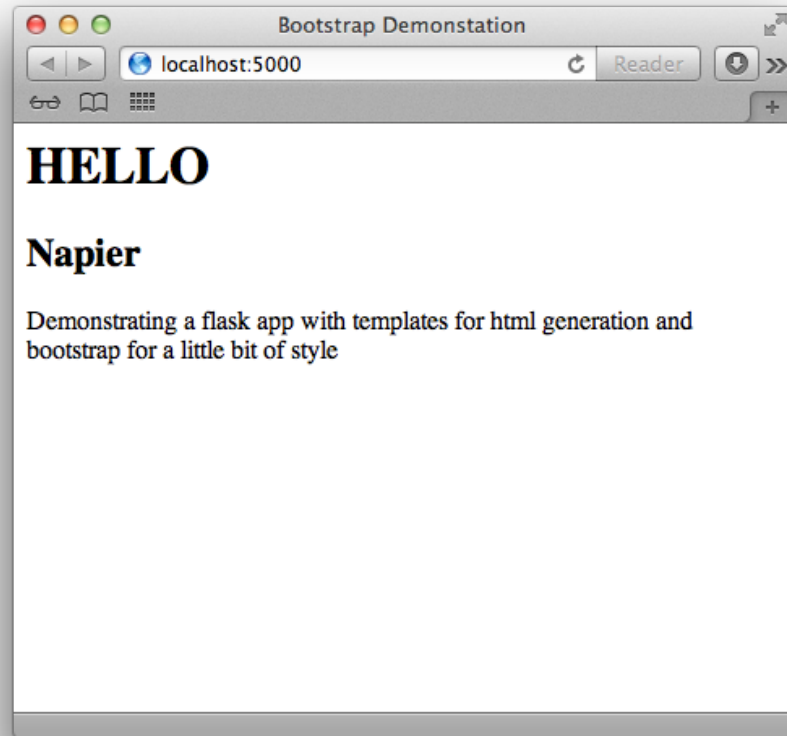 Bootstrap Demonstation
localhost:5000
Reader
HELLO
Napier
Demonstrating a flask app with templates for html generation and
bootstrap for a little bit of style